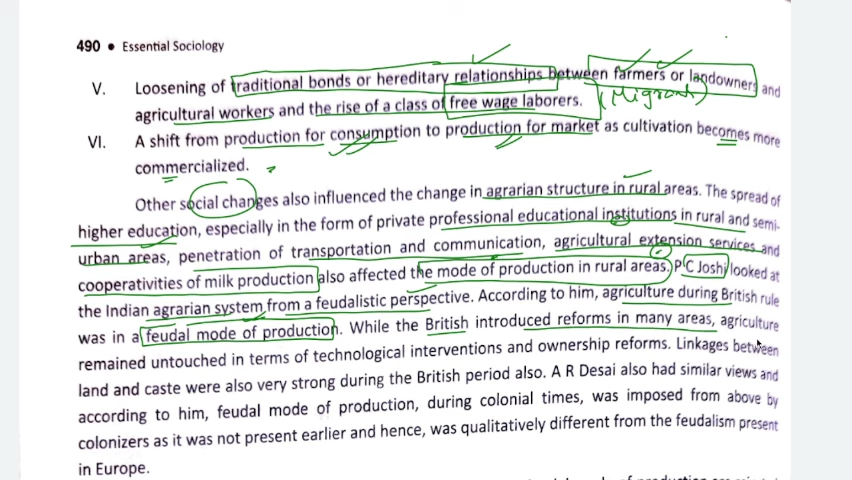 490 • Essential Sociology
V. Loosening of traditional bonds or hereditary relationships between farmers or landowners and
(Migrants)
agricultural workers and the rise of a class of free wage laborers.
VI. A shift from production for consumption to production for market as cultivation becomes more
commercialized.
Other social changes also influenced the change in agrarian structure in rural areas. The spread of
higher education, especially in the form of private professional educational institutions in rural and semi-
urban areas, penetration of transportation and communication, agricultural extension services and
cooperativities of milk production also affected the mode of production in rural areas. P C Joshi looked at
the Indian agrarian system from a feudalistic perspective. According to him, agriculture during British rule
was in a feudal mode of production. While the British introduced reforms in many areas, agriculture
remained untouched in terms of technological interventions and ownership reforms. Linkages between
land and caste were also very strong during the British period also. A R Desai also had similar views and
according to him, feudal mode of production, during colonial times, was imposed from above by
colonizers as it was not present earlier and hence, was qualitatively different from the feudalism present
in Europe.